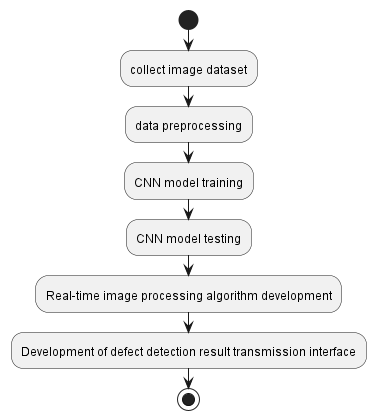 collect image dataset
data preprocessing
CNN model training
CNN model testing
Real-time image processing algorithm development
Development of defect detection result transmission interface